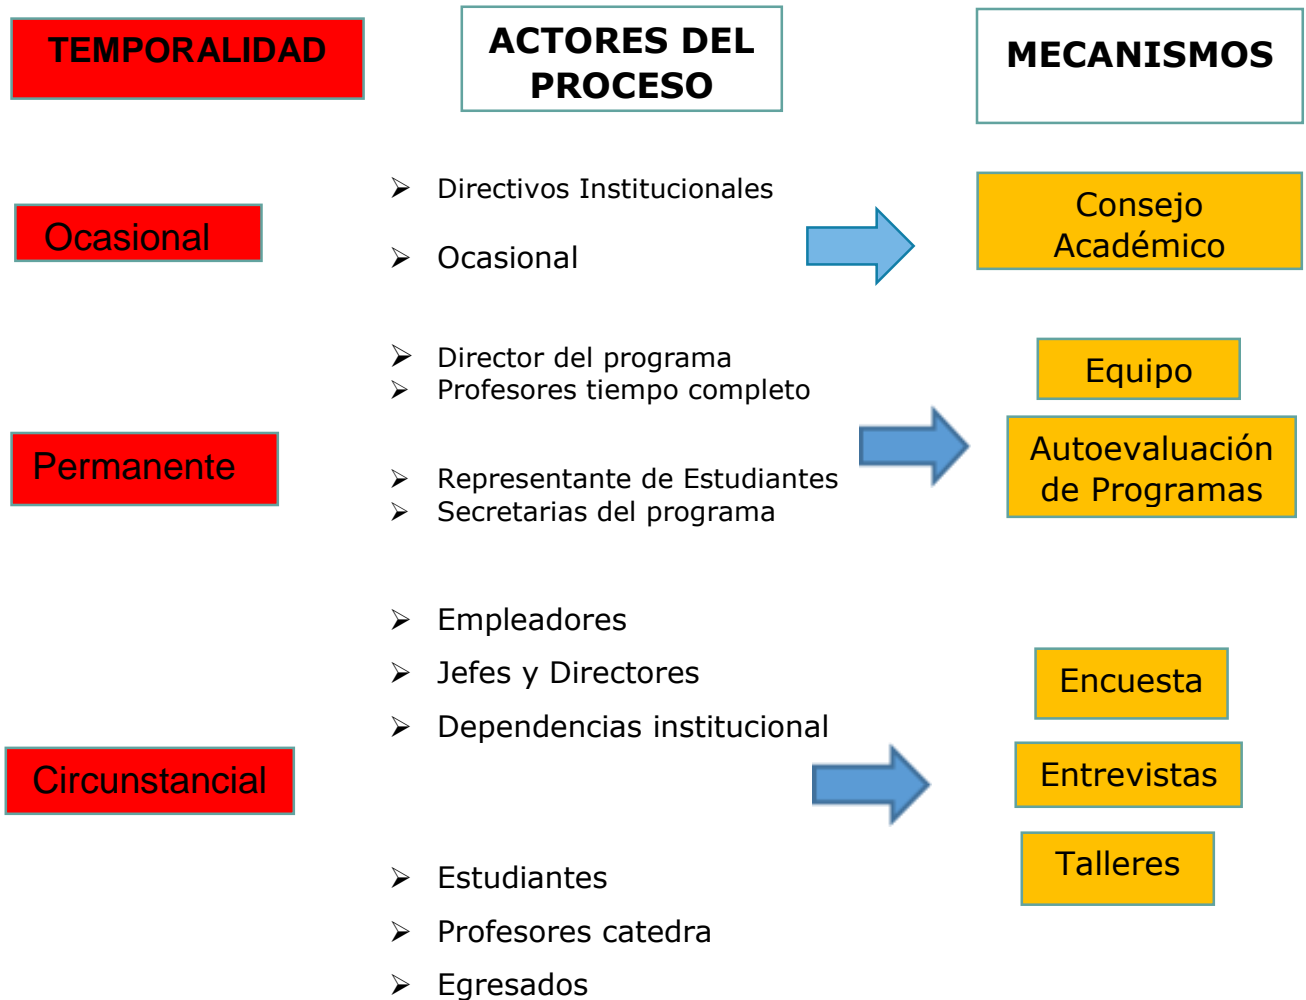 TEMPORALIDAD
ACTORES DEL
PROCESO
MECANISMOS
Ocasional
➢ Directivos Institucionales
➢ Ocasional
Consejo
Académico
Permanente
➢ Director del programa
➢ Profesores tiempo completo
➢ Representante de Estudiantes
➢ Secretarias del programa
Equipo
Autoevaluación
de Programas
Circunstancial
➢ Empleadores
➢ Jefes y Directores
➢ Dependencias institucional
➢ Estudiantes
➢ Profesores catedra
➢ Egresados
Encuesta
Entrevistas
Talleres